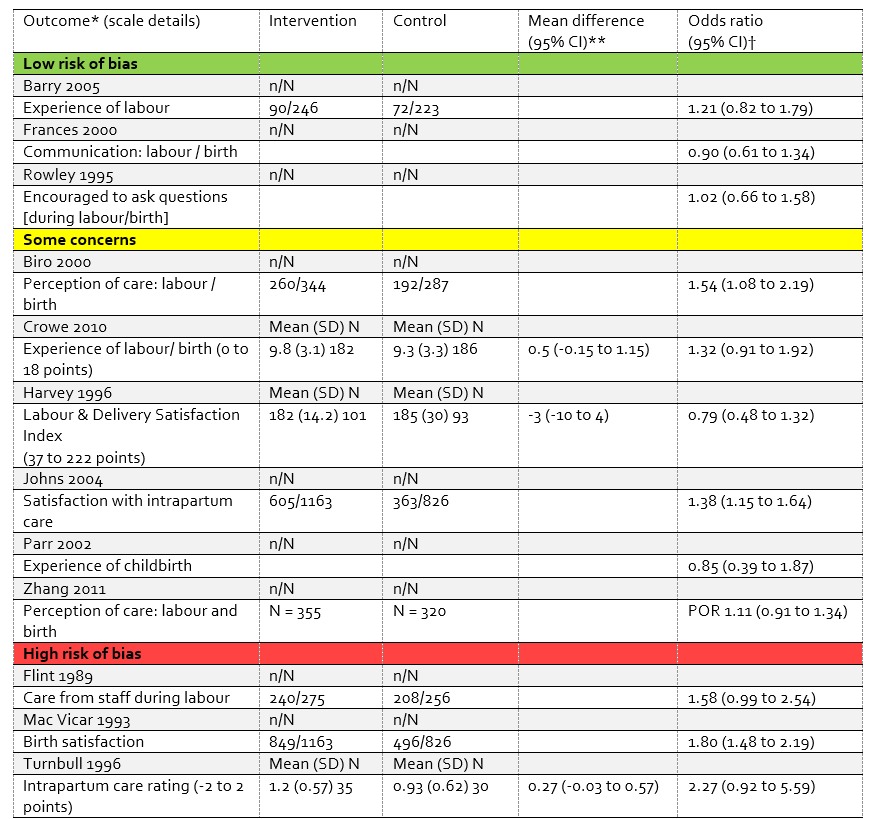 Outcome* (scale details) Intervention Control Mean difference (95% CI)** Odds ratio (95% CI)†
Low risk of bias
Barry 2005 n/N n/N
Experience of labour 90/246 72/223 1.21 (0.82 to 1.79)
Frances 2000 n/N n/N
Communication: labour / birth 0.90 (0.61 to 1.34)
Rowley 1995 n/N n/N
Encouraged to ask questions [during labour/birth] 1.02 (0.66 to 1.58)
Some concerns
Biro 2000 n/N n/N
Perception of care: labour / birth 260/344 192/287 1.54 (1.08 to 2.19)
Crowe 2010 Mean (SD) N Mean (SD) N
Experience of labour/ birth (0 to 18 points) 9.8 (3.1) 182 9.3 (3.3) 186 0.5 (-0.15 to 1.15) 1.32 (0.91 to 1.92)
Harvey 1996 Mean (SD) N Mean (SD) N
Labour & Delivery Satisfaction Index (37 to 222 points) 182 (14.2) 101 185 (30) 93 -3 (-10 to 4) 0.79 (0.48 to 1.32)
Johns 2004 n/N n/N
Satisfaction with intrapartum care 605/1163 363/826 1.38 (1.15 to 1.64)
Parr 2002 n/N n/N
Experience of childbirth 0.85 (0.39 to 1.87)
Zhang 2011 n/N n/N
Perception of care: labour and birth N = 355 N = 320 POR 1.11 (0.91 to 1.34)
High risk of bias
Flint 1989 n/N n/N
Care from staff during labour 240/275 208/256 1.58 (0.99 to 2.54)
Mac Vicar 1993 n/N n/N
Birth satisfaction 849/1163 496/826 1.80 (1.48 to 2.19)
Turnbull 1996 Mean (SD) N Mean (SD) N
Intrapartum care rating (-2 to 2 points) 1.2 (0.57) 35 0.93 (0.62) 30 0.27 (-0.03 to 0.57) 2.27 (0.92 to 5.59)